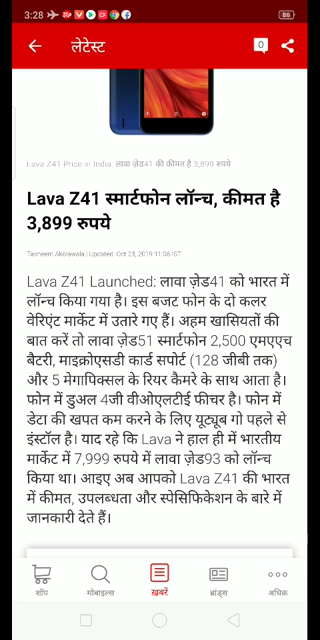 3:28
86
लेटेस्ट
0
Lava Z41 Price in India: लावा ज़ेड41 की कीमत है 3,899 रुपये
Lava Z41 स्मार्टफोन लॉन्च, कीमत है
3,899 रुपये
Tasneem Akolawala | Updated: Oct 23, 2019 11:08 IST
Lava Z41 Launched: लावा ज़ेड41 को भारत में
लॉन्च किया गया है। इस बजट फोन के दो कलर
वेरिएंट मार्केट में उतारे गए हैं। अहम खासियतों की
बात करें तो लावा ज़ेड51 स्मार्टफोन 2,500 एमएएच
बैटरी, माइक्रोएसडी कार्ड सपोर्ट (128 जीबी तक)
और 5 मेगापिक्सल के रियर कैमरे के साथ आता है।
फोन में डुअल 4जी वीओएलटीई फीचर है। फोन में
डेटा की खपत कम करने के लिए यूट्यूब गो पहले से
इंस्टॉल है। याद रहे कि Lava ने हाल ही में भारतीय
मार्केट में 7,999 रुपये में लावा ज़ेड93 को लॉन्च
किया था। आइए अब आपको Lava Z41 की भारत
में कीमत, उपलब्धता और स्पेसिफिकेशन के बारे में
जानकारी देते हैं।
शॉप मोबाइल्स ख़बरें ब्रांड्स अधिक